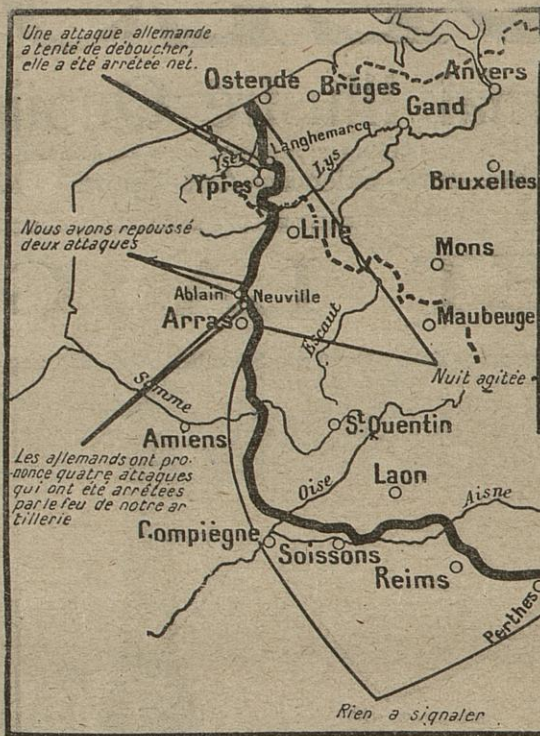 Une attaque allemande
a tenté de déboucher,
elle a été arrêtée net.
Anvers
Ostende
Bruges
Gand
Langhemarcq
Yser
Lys
Ypres
Bruxelles
Nous avons repoussé
deux attaques
Lille
Mons
Ablain
Neuville
Arras
Maubeuge
Escaut
Nuit agitée
Somme
Amiens
St Quentin
Les allemands ont pro-
nonce quatre attaques
qui ont été arrêtées
par le feu de notre ar
tillerie
Laon
Oise
Aisne
Compiègne
Soissons
Reims
Perthes
Rien a signaler